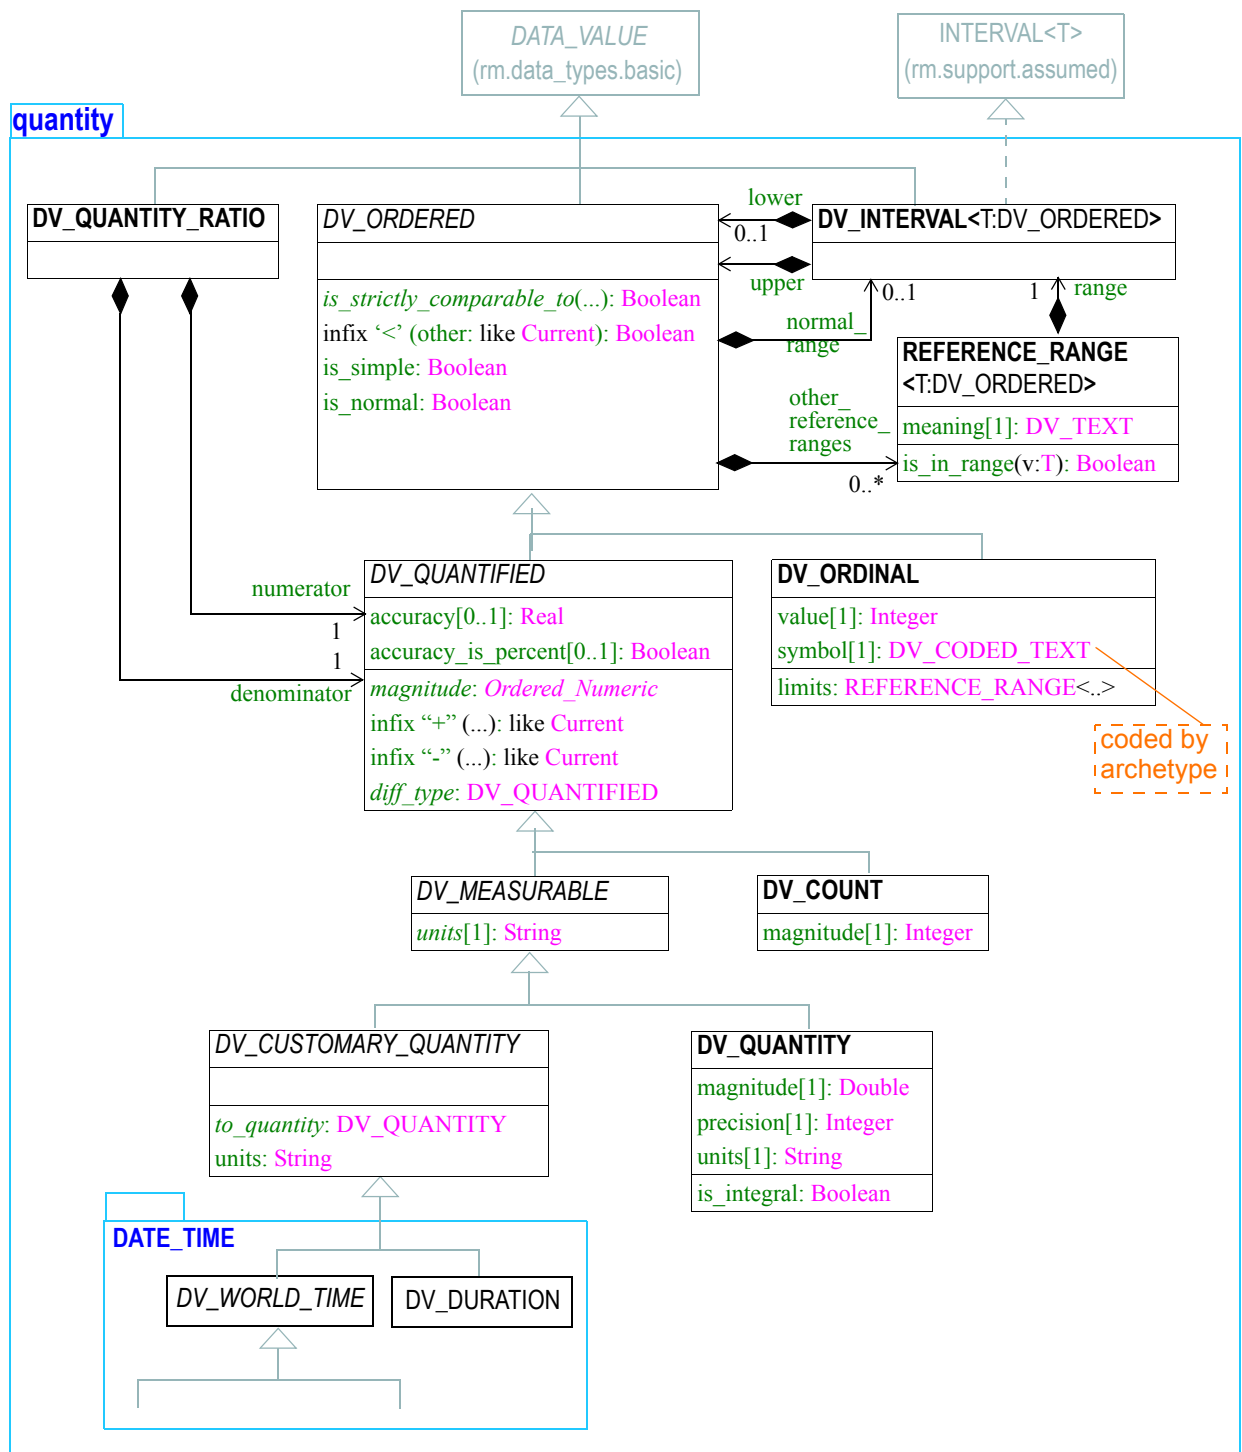 DATA_VALUE
(rm.data_types.basic)
INTERVAL<T>
(rm.support.assumed)
quantity
DV_QUANTITY_RATIO
DV_ORDERED
is_strictly_comparable_to(...): Boolean
infix ‘<’ (other: like Current): Boolean
is_simple: Boolean
is_normal: Boolean
lower
0..1
upper
DV_INTERVAL<T:DV_ORDERED>
normal_
range
0..1
1
range
REFERENCE_RANGE
<T:DV_ORDERED>
meaning[1]: DV_TEXT
is_in_range(v:T): Boolean
other_
reference_
ranges
0..*
numerator
1
1
denominator
DV_QUANTIFIED
accuracy[0..1]: Real
accuracy_is_percent[0..1]: Boolean
magnitude: Ordered_Numeric
infix “+” (...): like Current
infix “-” (...): like Current
diff_type: DV_QUANTIFIED
DV_ORDINAL
value[1]: Integer
symbol[1]: DV_CODED_TEXT
limits: REFERENCE_RANGE<..>
coded by
archetype
DV_MEASURABLE
units[1]: String
DV_COUNT
magnitude[1]: Integer
DV_CUSTOMARY_QUANTITY
to_quantity: DV_QUANTITY
units: String
DV_QUANTITY
magnitude[1]: Double
precision[1]: Integer
units[1]: String
is_integral: Boolean
DATE_TIME
DV_WORLD_TIME
DV_DURATION